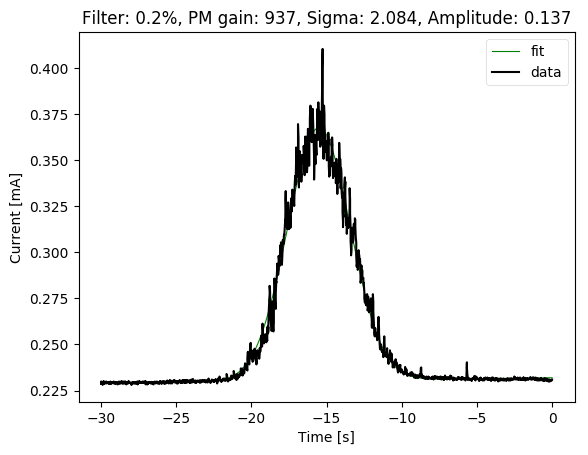 Filter: 0.2%, PM gain: 937, Sigma: 2.084, Amplitude: 0.137
fit
data
0.400
0.375
0.350
0.325
0.300
0.275
0.250
0.225
Current [mA]
−30 −25 −20 −15 −10 −5 0
Time [s]